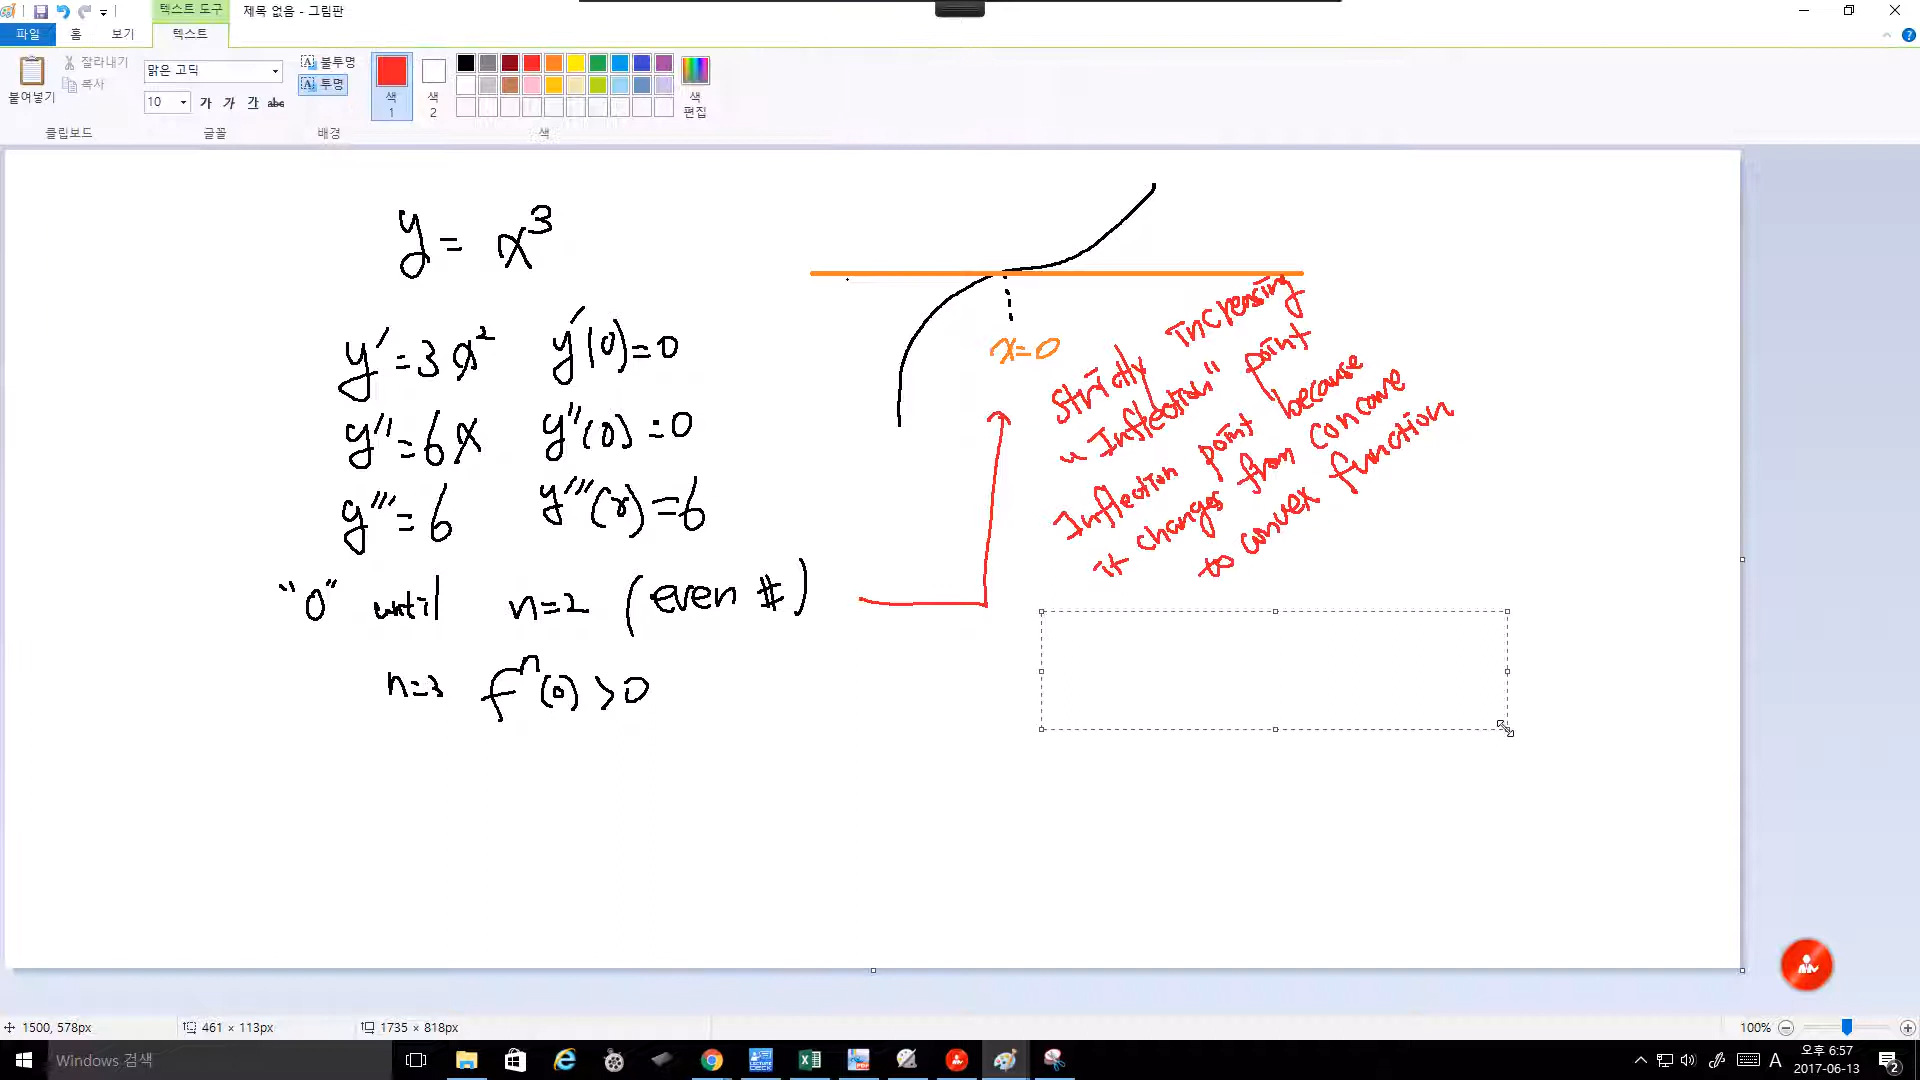 텍스트 도구
제목 없음 - 그림판
파일
홈
보기
텍스트
붙여넣기
잘라내기
복사
클립보드
맑은 고딕
10
가 가 가 abc
글꼴
불투명
투명
배경
색 1
색 2
색
색 편집
y = x³
y' = 3x² y'(0)=0
y'' = 6x y''(0)=0
y''' = 6 y'''(x)=6
"0" until n=2 (even #)
n=3 fⁿ(0)>0
x=0
Strictly increasing
"Inflection" point
Inflection point because
it changes from concave
to convex function
1500, 578px
461 × 113px
1735 × 818px
100%
Windows 검색
A
오후 6:57
2017-06-13
2